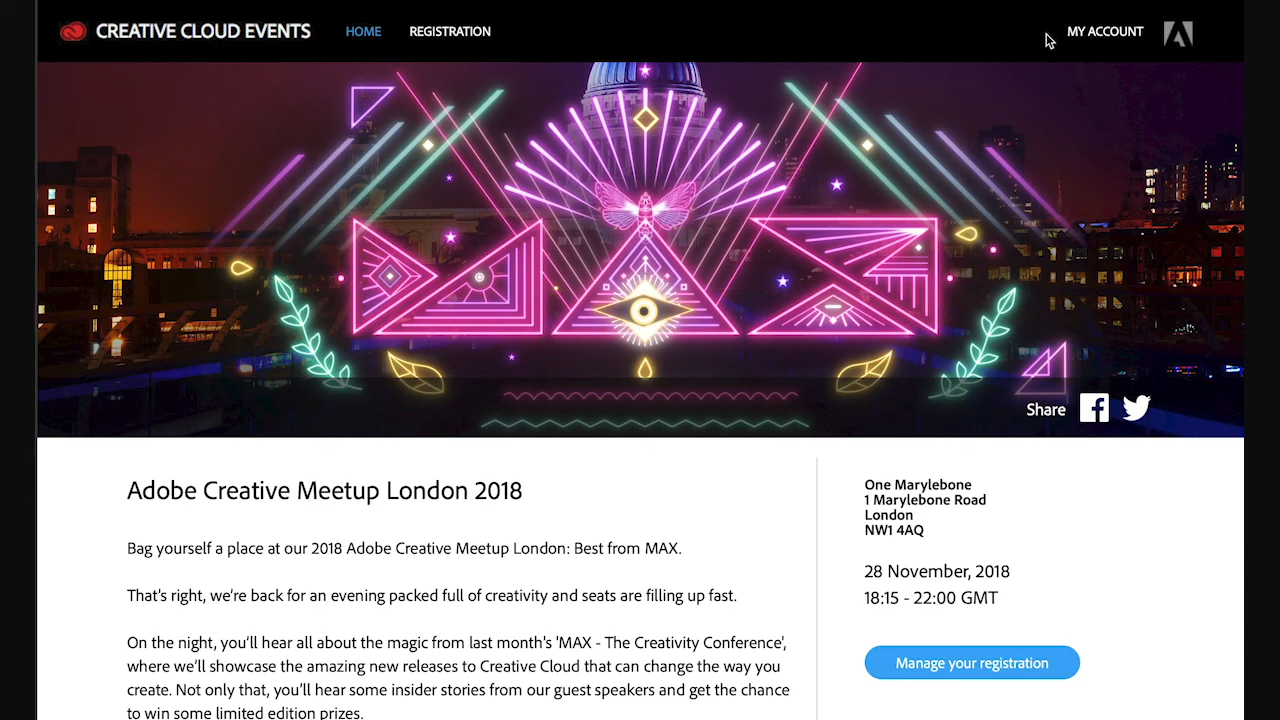 CREATIVE CLOUD EVENTS
HOME
REGISTRATION
MY ACCOUNT
Share
Adobe Creative Meetup London 2018
Bag yourself a place at our 2018 Adobe Creative Meetup London: Best from MAX.
That's right, we're back for an evening packed full of creativity and seats are filling up fast.
On the night, you'll hear all about the magic from last month's 'MAX - The Creativity Conference',
where we'll showcase the amazing new releases to Creative Cloud that can change the way you
create. Not only that, you'll hear some insider stories from our guest speakers and get the chance
to win some limited edition prizes.
One Marylebone
1 Marylebone Road
London
NW1 4AQ
28 November, 2018
18:15 - 22:00 GMT
Manage your registration